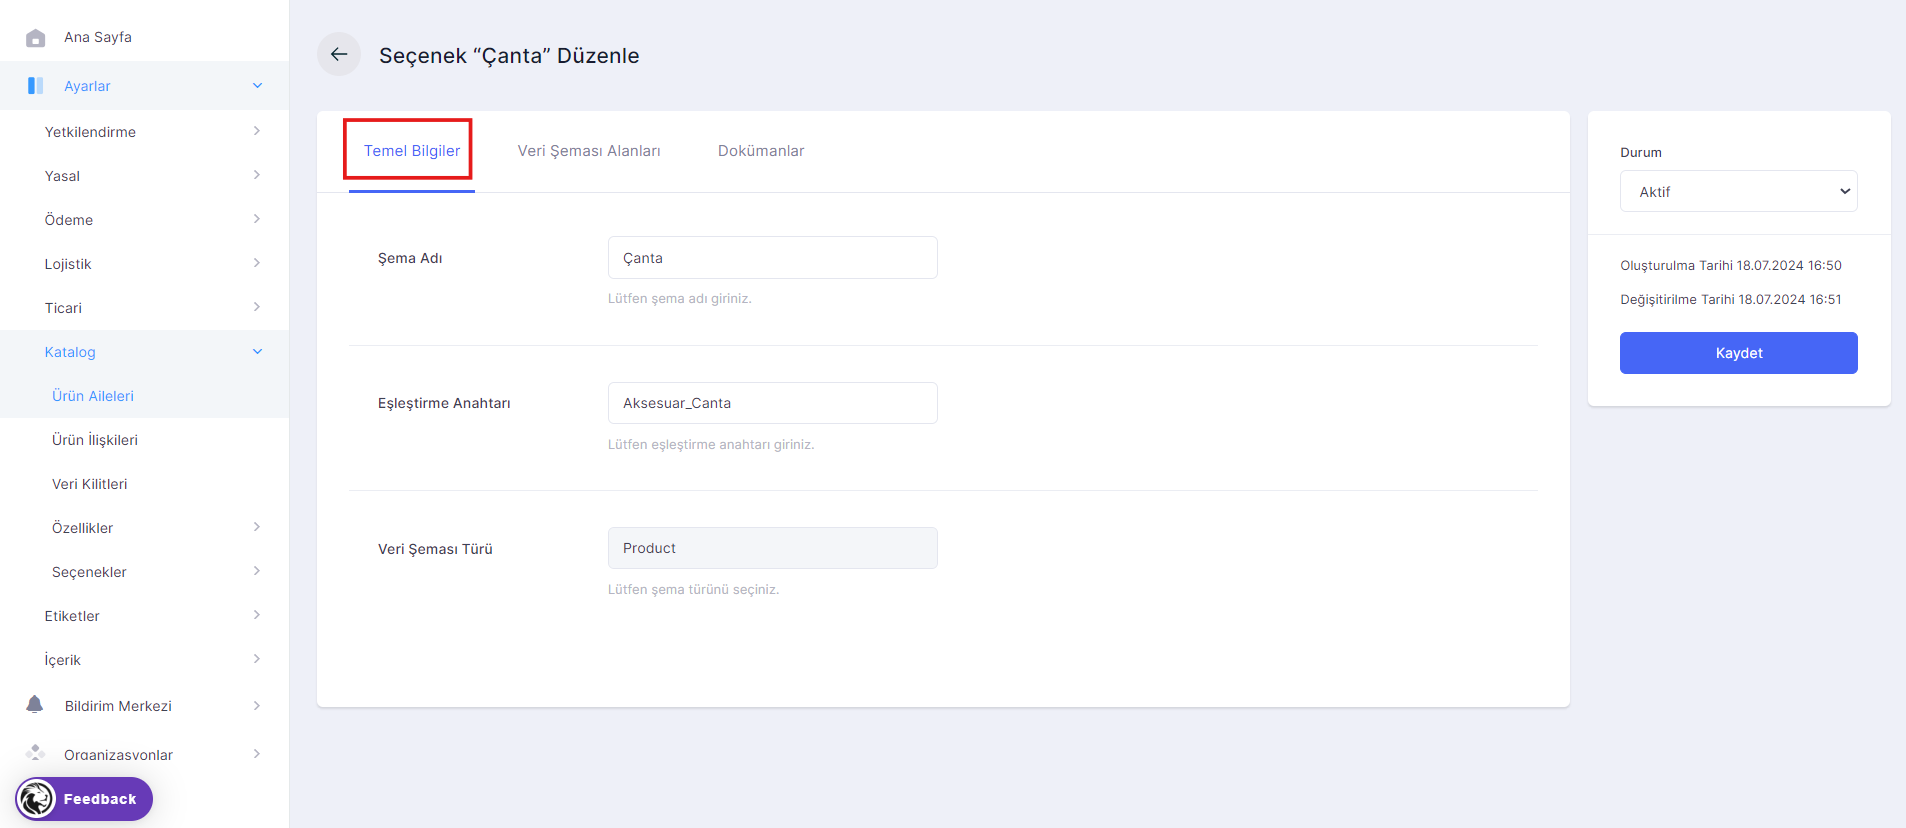 Ana Sayfa
Ayarlar
Yetkilendirme
Yasal
Ödeme
Lojistik
Ticari
Katalog
Ürün Aileleri
Ürün İlişkileri
Veri Kilitleri
Özellikler
Seçenekler
Etiketler
İçerik
Bildirim Merkezi
Organizasyonlar
Feedback
Seçenek “Çanta” Düzenle
Temel Bilgiler
Veri Şeması Alanları
Dokümanlar
Şema Adı
Çanta
Lütfen şema adı giriniz.
Eşleştirme Anahtarı
Aksesuar_Canta
Lütfen eşleştirme anahtarı giriniz.
Veri Şeması Türü
Product
Lütfen şema türünü seçiniz.
Durum
Aktif
Oluşturulma Tarihi 18.07.2024 16:50
Değişitirilme Tarihi 18.07.2024 16:51
Kaydet